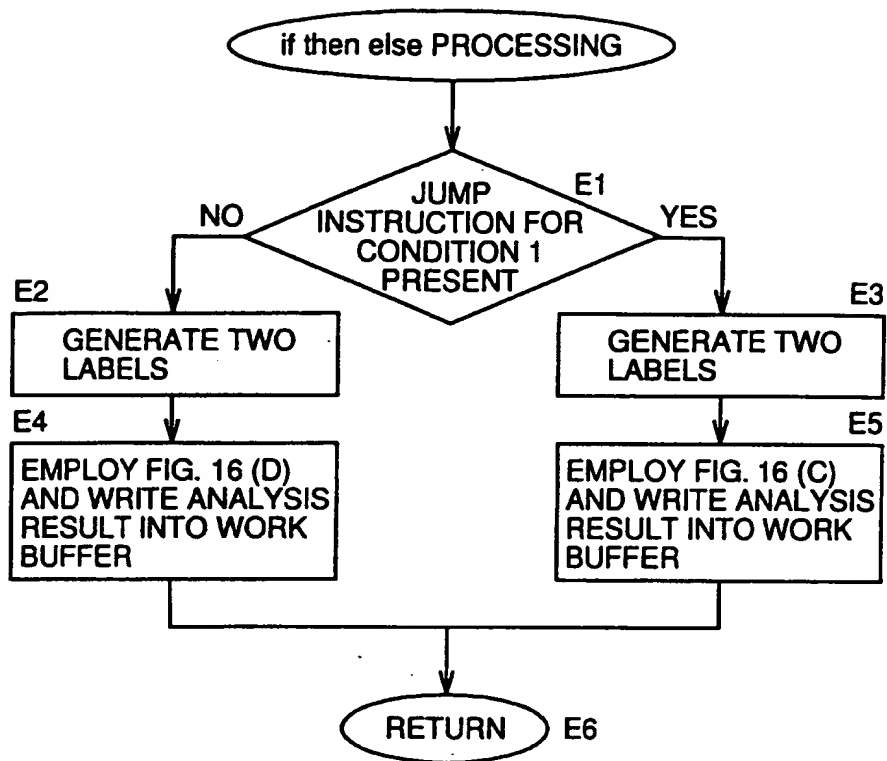 if then else PROCESSING
E1
JUMP
INSTRUCTION FOR
CONDITION 1
PRESENT
NO
YES
E2
GENERATE TWO
LABELS
E3
GENERATE TWO
LABELS
E4
EMPLOY FIG. 16 (D)
AND WRITE ANALYSIS
RESULT INTO WORK
BUFFER
E5
EMPLOY FIG. 16 (C)
AND WRITE ANALYSIS
RESULT INTO WORK
BUFFER
RETURN
E6